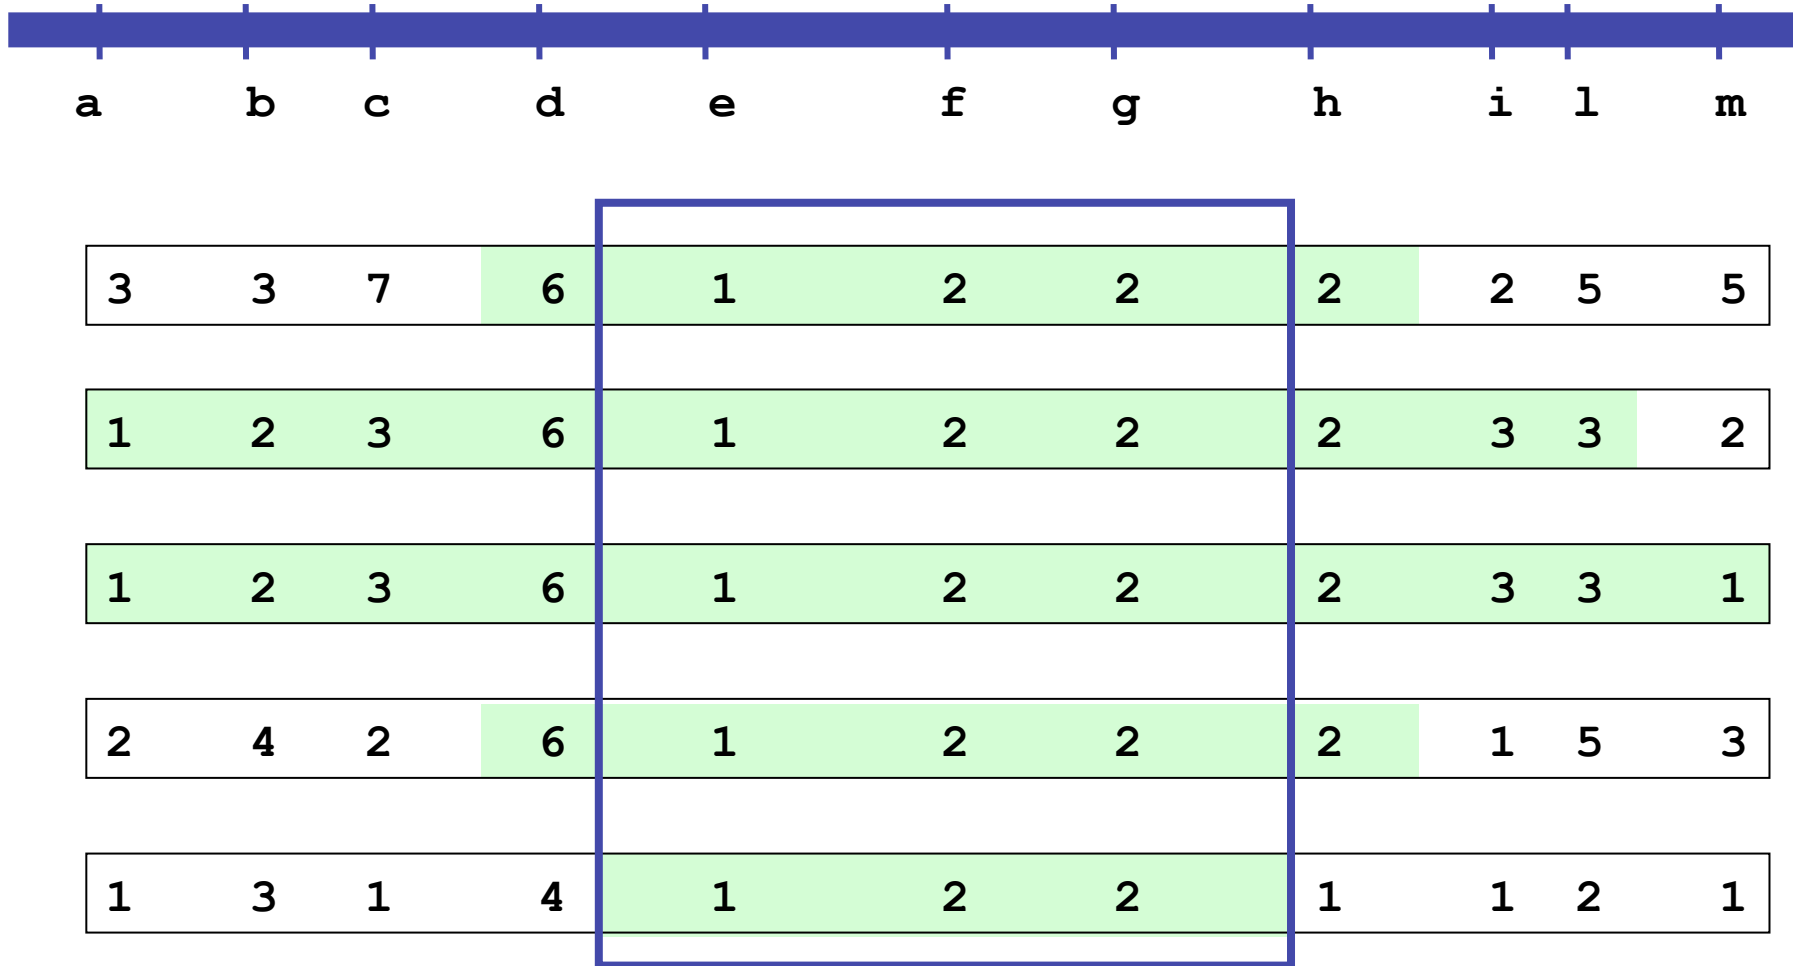 a b c d e f g h i l m
3 3 7 6 1 2 2 2 2 5 5
1 2 3 6 1 2 2 2 3 3 2
1 2 3 6 1 2 2 2 3 3 1
2 4 2 6 1 2 2 2 1 5 3
1 3 1 4 1 2 2 1 1 2 1